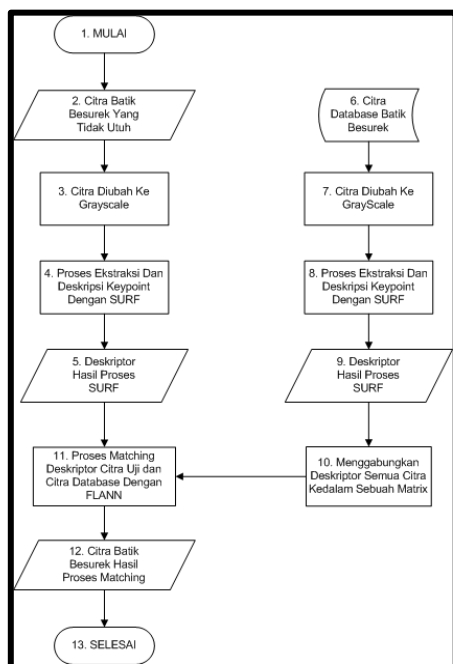 1. MULAI
2. Citra Batik
Besurek Yang
Tidak Utuh
3. Citra Diubah Ke
Grayscale
4. Proses Ekstraksi Dan
Deskripsi Keypoint
Dengan SURF
5. Deskriptor
Hasil Proses
SURF
6. Citra
Database Batik
Besurek
7. Citra Diubah Ke
GrayScale
8. Proses Ekstraksi Dan
Deskripsi Keypoint
Dengan SURF
9. Deskriptor
Hasil Proses
SURF
10. Menggabungkan
Deskriptor Semua Citra
Kedalam Sebuah Matrix
11. Proses Matching
Deskriptor Citra Uji dan
Citra Database Dengan
FLANN
12. Citra Batik
Besurek Hasil
Proses Matching
13. SELESAI